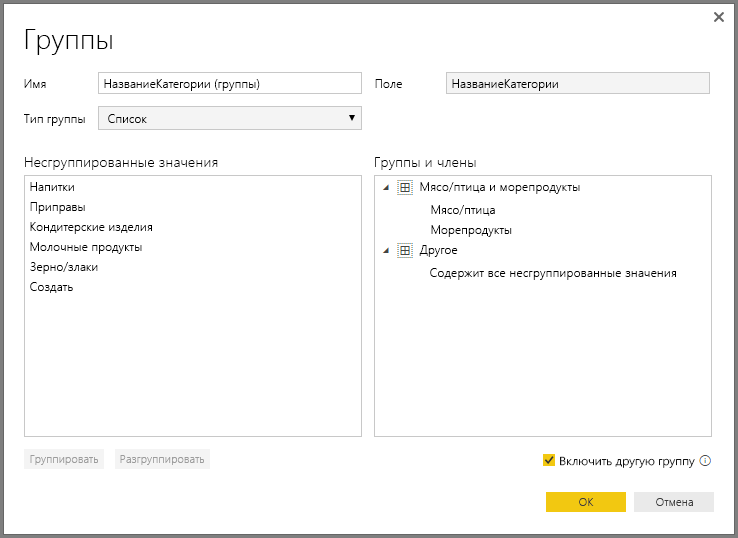 Группы
Имя НазваниеКатегории (группы) Поле НазваниеКатегории
Тип группы Список
Несгруппированные значения
Напитки
Приправы
Кондитерские изделия
Молочные продукты
Зерно/злаки
Создать
Группы и члены
Мясо/птица и морепродукты
Мясо/птица
Морепродукты
Другое
Содержит все несгруппированные значения
Группировать Разгруппировать
Включить другую группу
ОК Отмена